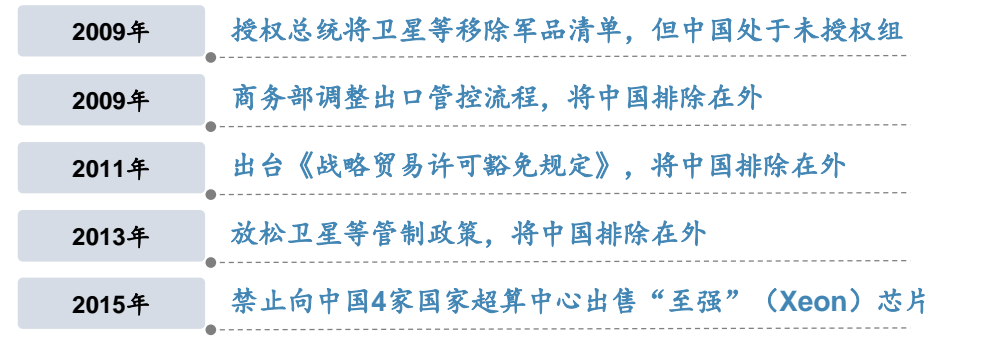 2009年 授权总统将卫星等移除军品清单，但中国处于未授权组
2009年 商务部调整出口管控流程，将中国排除在外
2011年 出台《战略贸易许可豁免规定》，将中国排除在外
2013年 放松卫星等管制政策，将中国排除在外
2015年 禁止向中国4家国家超算中心出售“至强”（Xeon）芯片